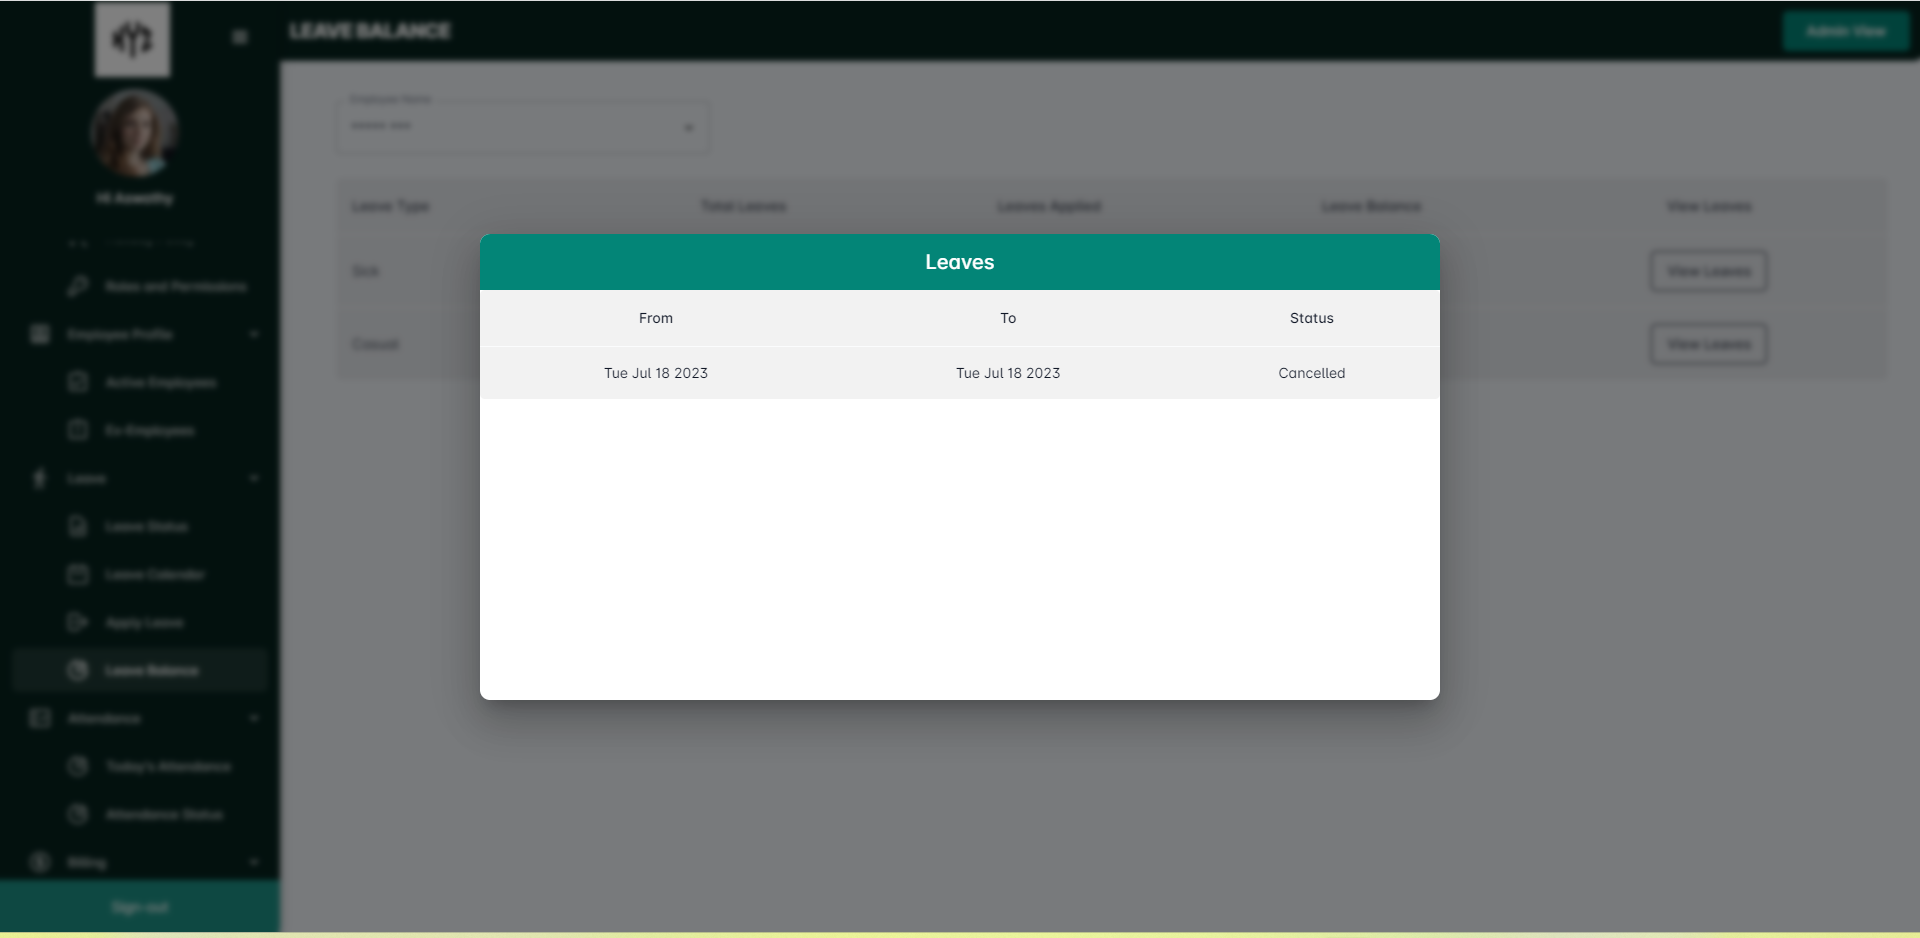 LEAVE BALANCE
Admin View
Hi Aswathy
Roles and Permissions
Employee Profile
Active Employees
Ex-Employees
Leave
Leave Status
Leave Calendar
Apply Leave
Leave Balance
Attendance
Today's Attendance
Attendance Status
Billing
Sign-out
Employee Name
Leave Type Total Leaves Leaves Applied Leave Balance View Leaves
Sick View Leaves
Casual View Leaves
Leaves
From To Status
Tue Jul 18 2023 Tue Jul 18 2023 Cancelled